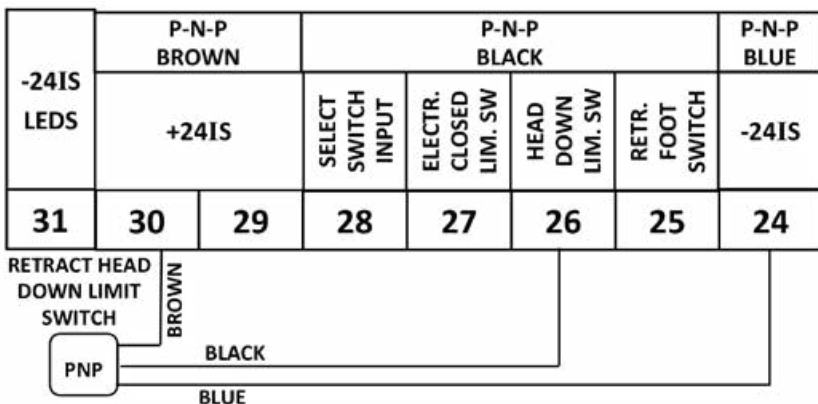 P-N-P
BROWN
P-N-P
BLACK
P-N-P
BLUE
-24IS
LEDS
+24IS
SELECT
SWITCH
INPUT
ELECTR.
CLOSED
LIM. SW
HEAD
DOWN
LIM. SW
RETR.
FOOT
SWITCH
-24IS
31 30 29 28 27 26 25 24
RETRACT HEAD
DOWN LIMIT
SWITCH
BROWN
PNP
BLACK
BLUE